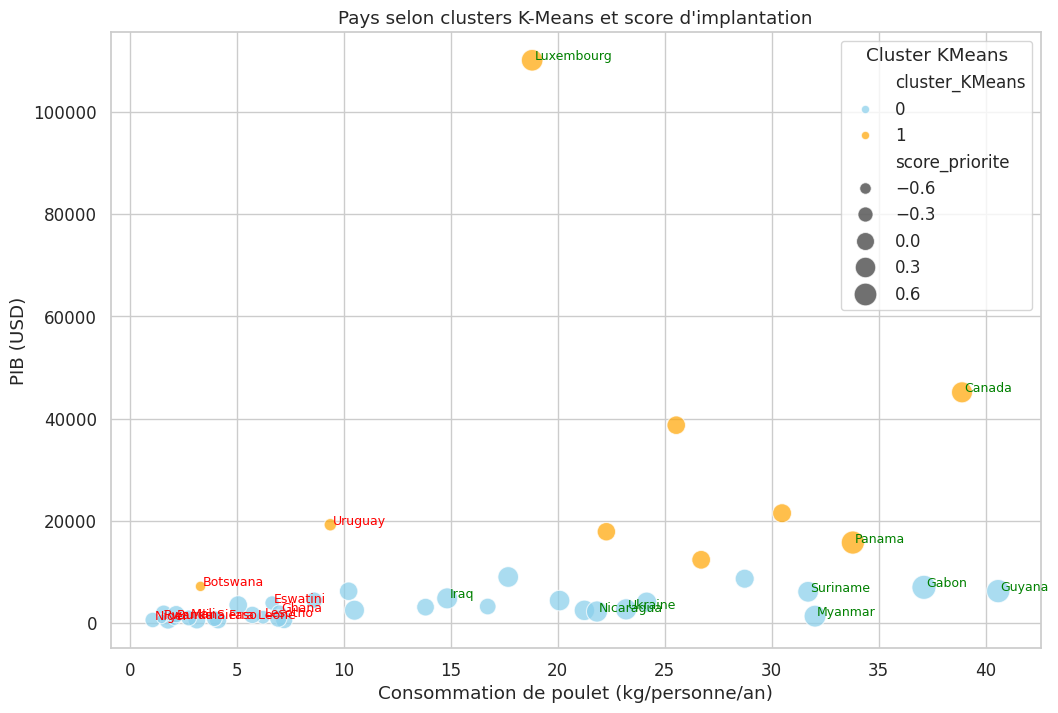 Pays selon clusters K-Means et score d'implantation
Cluster KMeans
cluster_KMeans
0
1
score_priorite
−0.6
−0.3
0.0
0.3
0.6
Luxembourg
Canada
Uruguay
Panama
Botswana
Eswatini
Ghana
Lesotho
Iraq
Nicaragua
Ukraine
Suriname
Myanmar
Gabon
Guyana
Niger
Mali
Leone
PIB (USD)
100000
80000
60000
40000
20000
0
0
5
10
15
20
25
30
35
40
Consommation de poulet (kg/personne/an)